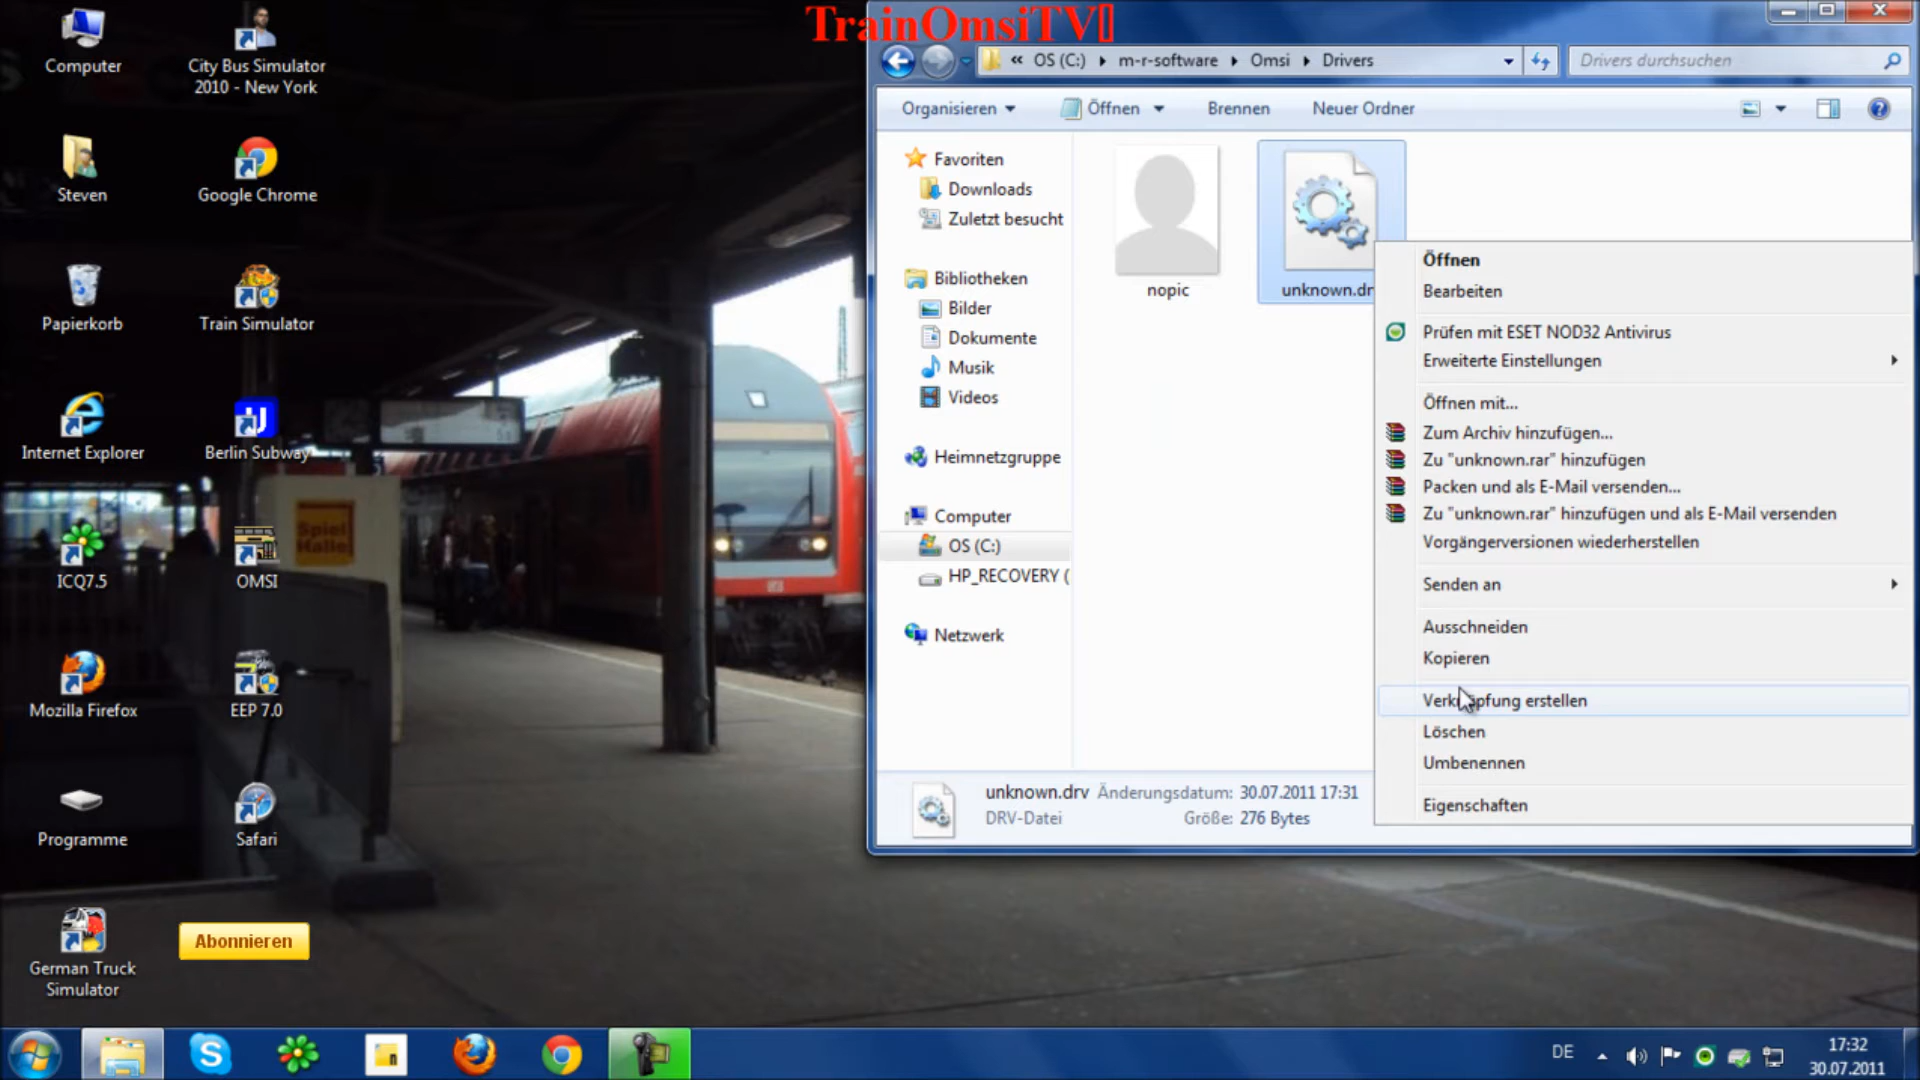 TrainOmsiTV
Computer
City Bus Simulator
2010 - New York
Steven
Google Chrome
Papierkorb
Train Simulator
Internet Explorer
Berlin Subway
ICQ7.5
OMSI
Mozilla Firefox
EEP 7.0
Programme
Safari
German Truck
Simulator
Abonnieren
Spiel
Halle
« OS (C:) ▸ m-r-software ▸ Omsi ▸ Drivers
Drivers durchsuchen
Organisieren
Öffnen
Brennen
Neuer Ordner
Favoriten
Downloads
Zuletzt besucht
Bibliotheken
Bilder
Dokumente
Musik
Videos
Heimnetzgruppe
Computer
OS (C:)
HP_RECOVERY (
Netzwerk
nopic
unknown.dr
Öffnen
Bearbeiten
Prüfen mit ESET NOD32 Antivirus
Erweiterte Einstellungen
Öffnen mit...
Zum Archiv hinzufügen...
Zu "unknown.rar" hinzufügen
Packen und als E-Mail versenden...
Zu "unknown.rar" hinzufügen und als E-Mail versenden
Vorgängerversionen wiederherstellen
Senden an
Ausschneiden
Kopieren
Verknüpfung erstellen
Löschen
Umbenennen
Eigenschaften
unknown.drv Änderungsdatum: 30.07.2011 17:31
DRV-Datei Größe: 276 Bytes
DE
17:32
30.07.2011